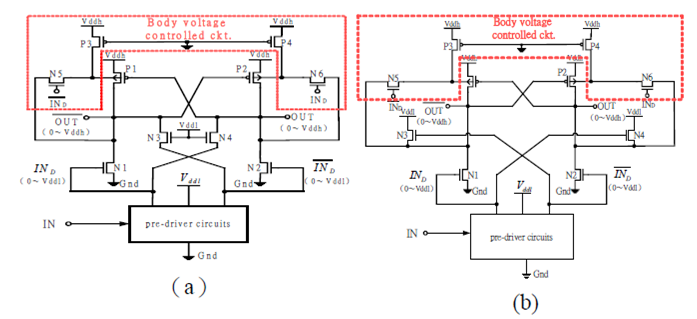 Body voltage
controlled ckt.
Vddh Vddh
P3 P4
Vddh Vddh
N5 P1 P2 N6
IND IND
OUT Vddl OUT
(0~Vddh) N3 N4 (0~Vddh)
IND N1 N2 IND
(0~Vddl) Gnd Gnd (0~Vddl)
Vddl
IN pre-driver circuits
Gnd
(a)
Body voltage
controlled ckt.
Vddh Vddh
P3 P4
Vddh Vddh
N5 P2 N6
IND IND
OUT OUT
(0~Vddh) (0~Vddh)
Vddl Vddl
N3 N4
IND N1 N2 IND
(0~Vddl) Gnd Gnd (0~Vddl)
Vddl
IN pre-driver circuits
Gnd
(b)